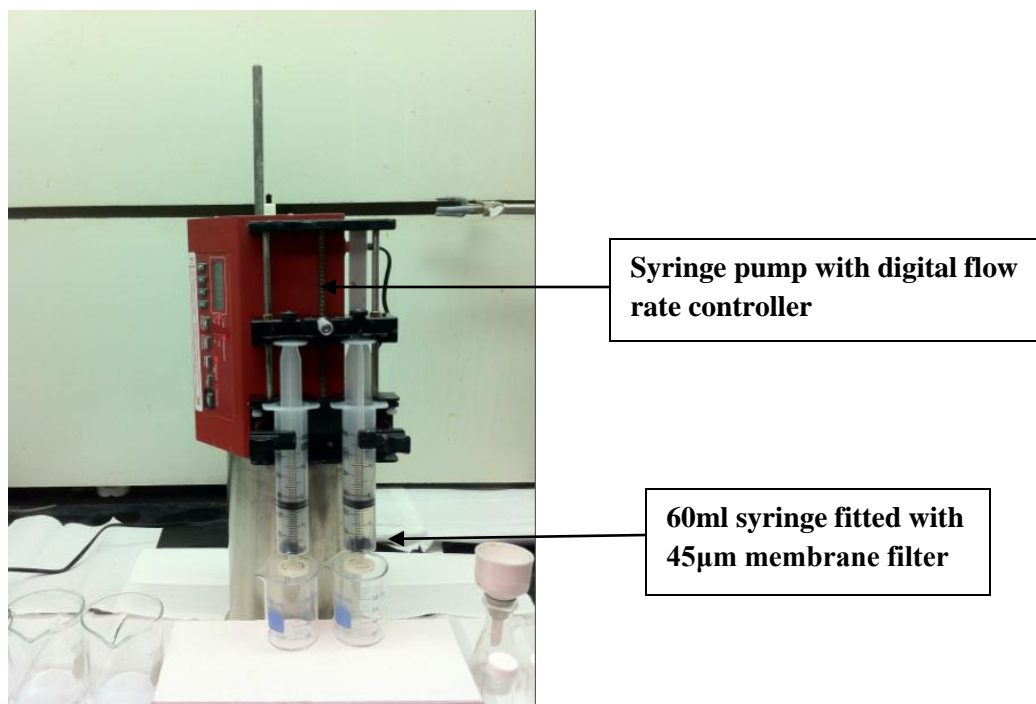 Syringe pump with digital flow
rate controller
60ml syringe fitted with
45µm membrane filter